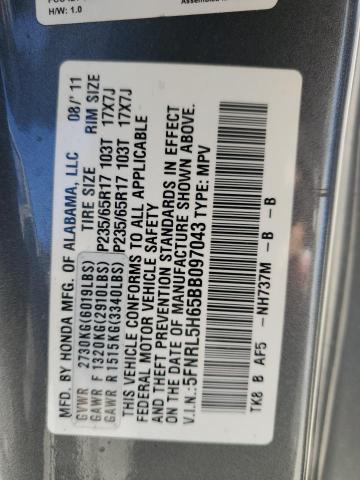 H/W: 1.0
MFD. BY HONDA MFG. OF ALABAMA, LLC 08/'11
TIRE SIZE RIM SIZE
GVWR 2730KG(6019LBS)
GAWR F 1320KG(2910LBS) P235/65R17 103T 17X7J
GAWR R 1515KG(3340LBS) P235/65R17 103T 17X7J
THIS VEHICLE CONFORMS TO ALL APPLICABLE
FEDERAL MOTOR VEHICLE SAFETY
AND THEFT PREVENTION STANDARDS IN EFFECT
ON THE DATE OF MANUFACTURE SHOWN ABOVE.
V.I.N.: 5FNRL5H65BB097043 TYPE: MPV
TK8 B AF5 - NH737M - B - B